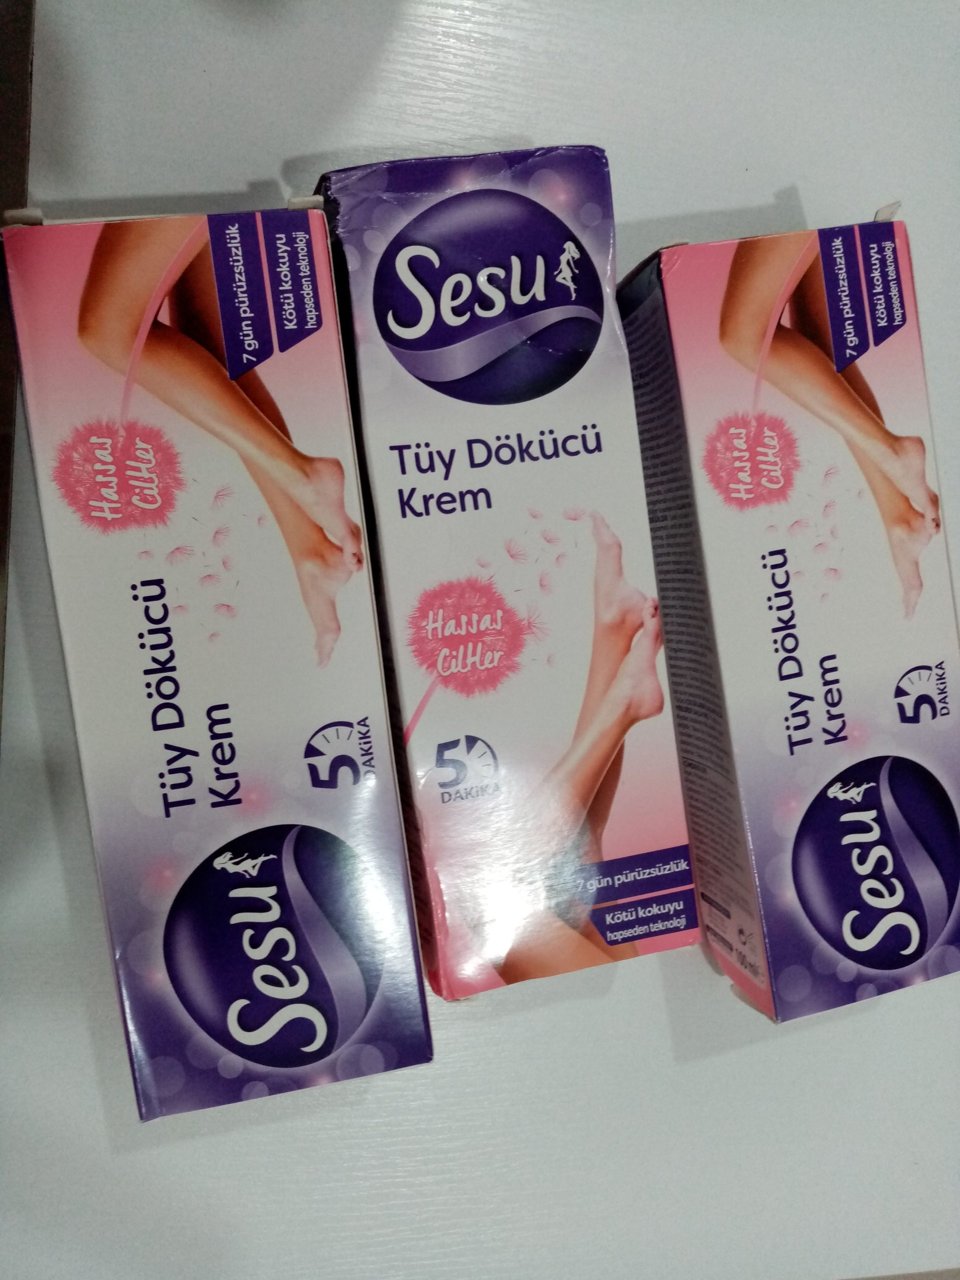 7 gün pürüzsüzlük
Kötü kokuyu
hapseden teknoloji
Hassas
Ciltler
Tüy Dökücü
Krem
5
DAKİKA
Sesu
Sesu
Tüy Dökücü
Krem
Hassas
Ciltler
5
DAKİKA
7 gün pürüzsüzlük
Kötü kokuyu
hapseden teknoloji
7 gün pürüzsüzlük
Kötü kokuyu
hapseden teknoloji
Hassas
Ciltler
Tüy Dökücü
Krem
5
DAKİKA
Sesu
100 ml